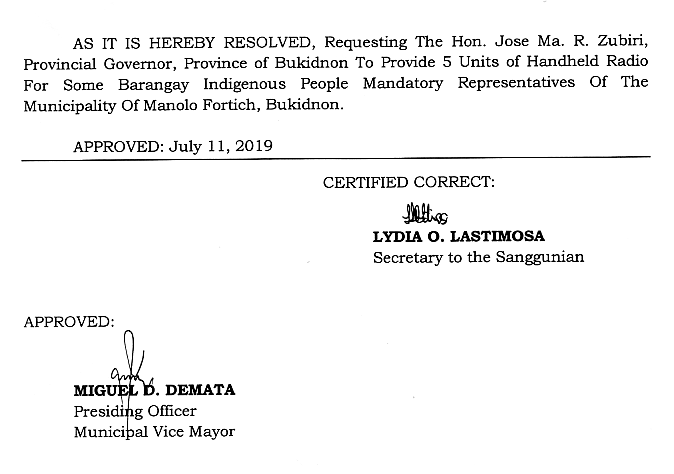 AS IT IS HEREBY RESOLVED, Requesting The Hon. Jose Ma. R. Zubiri,
Provincial Governor, Province of Bukidnon To Provide 5 Units of Handheld Radio
For Some Barangay Indigenous People Mandatory Representatives Of The
Municipality Of Manolo Fortich, Bukidnon.
APPROVED: July 11, 2019
CERTIFIED CORRECT:
LYDIA O. LASTIMOSA
Secretary to the Sanggunian
APPROVED:
MIGUEL D. DEMATA
Presiding Officer
Municipal Vice Mayor